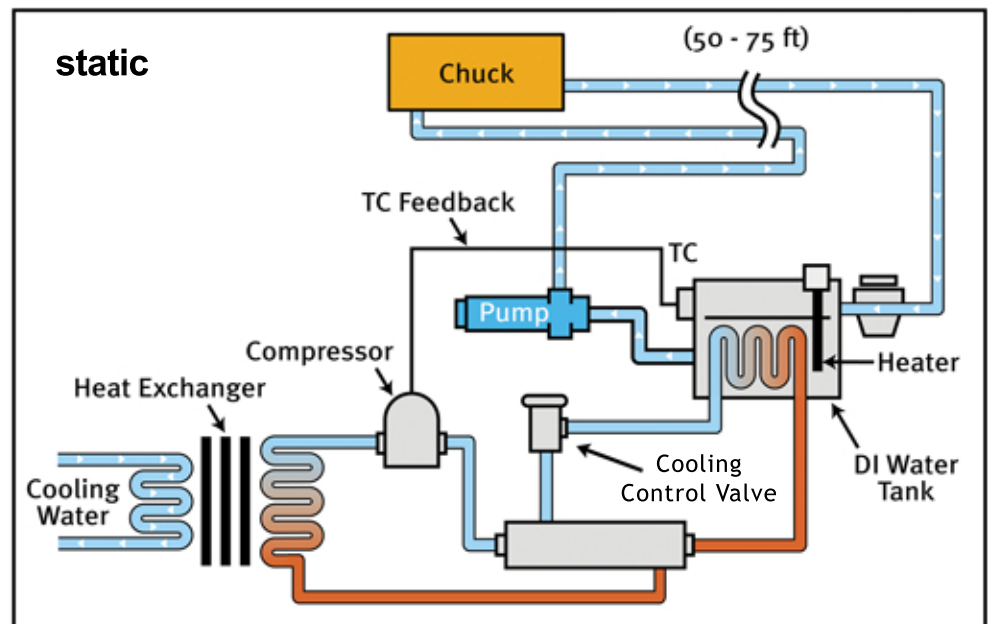 static
(50 - 75 ft)
Chuck
TC Feedback
TC
Pump
Compressor
Heater
Heat Exchanger
Cooling
Control Valve
DI Water
Tank
Cooling
Water